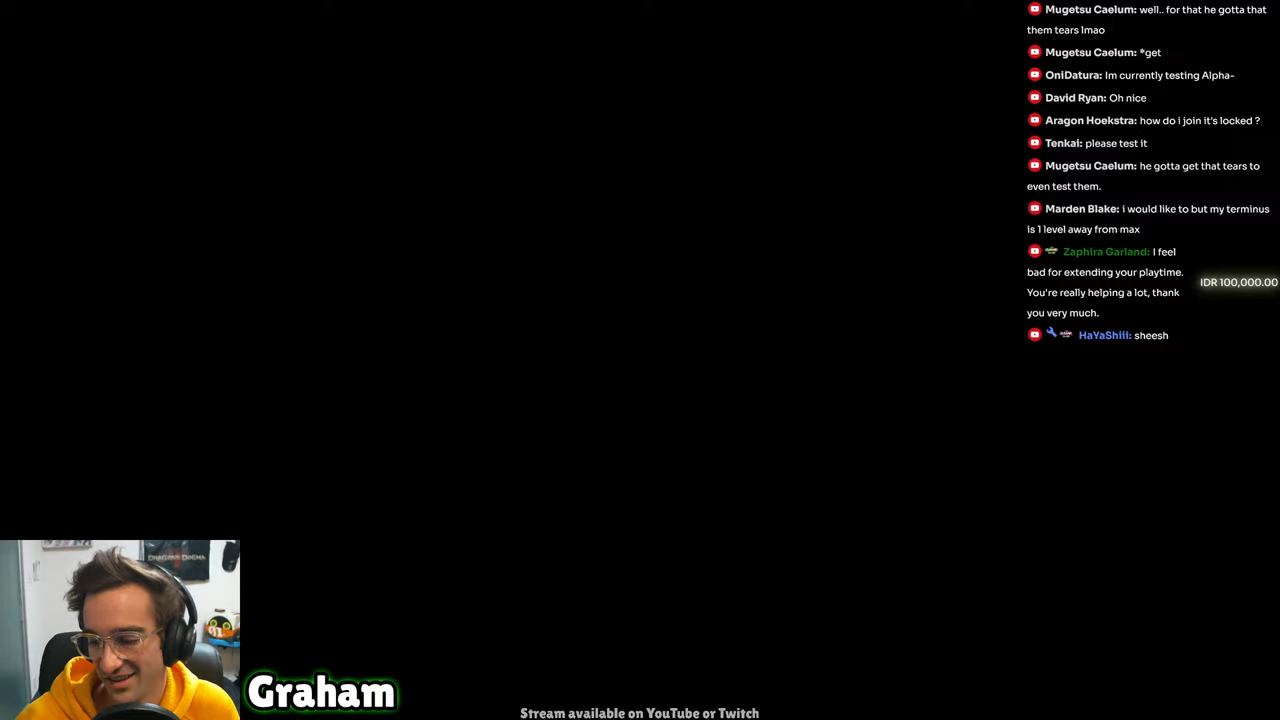 Mugetsu Caelum: well.. for that he gotta that
them tears lmao
Mugetsu Caelum: *get
OniDatura: Im currently testing Alpha-
David Ryan: Oh nice
Aragon Hoekstra: how do i join it's locked ?
Tenkai: please test it
Mugetsu Caelum: he gotta get that tears to
even test them.
Marden Blake: i would like to but my terminus
is 1 level away from max
Zaphira Garland: I feel
bad for extending your playtime.
You're really helping a lot, thank
you very much.
IDR 100,000.00
HaYaShiii: sheesh
DRAGON'S DOGMA
Graham
Stream available on YouTube or Twitch